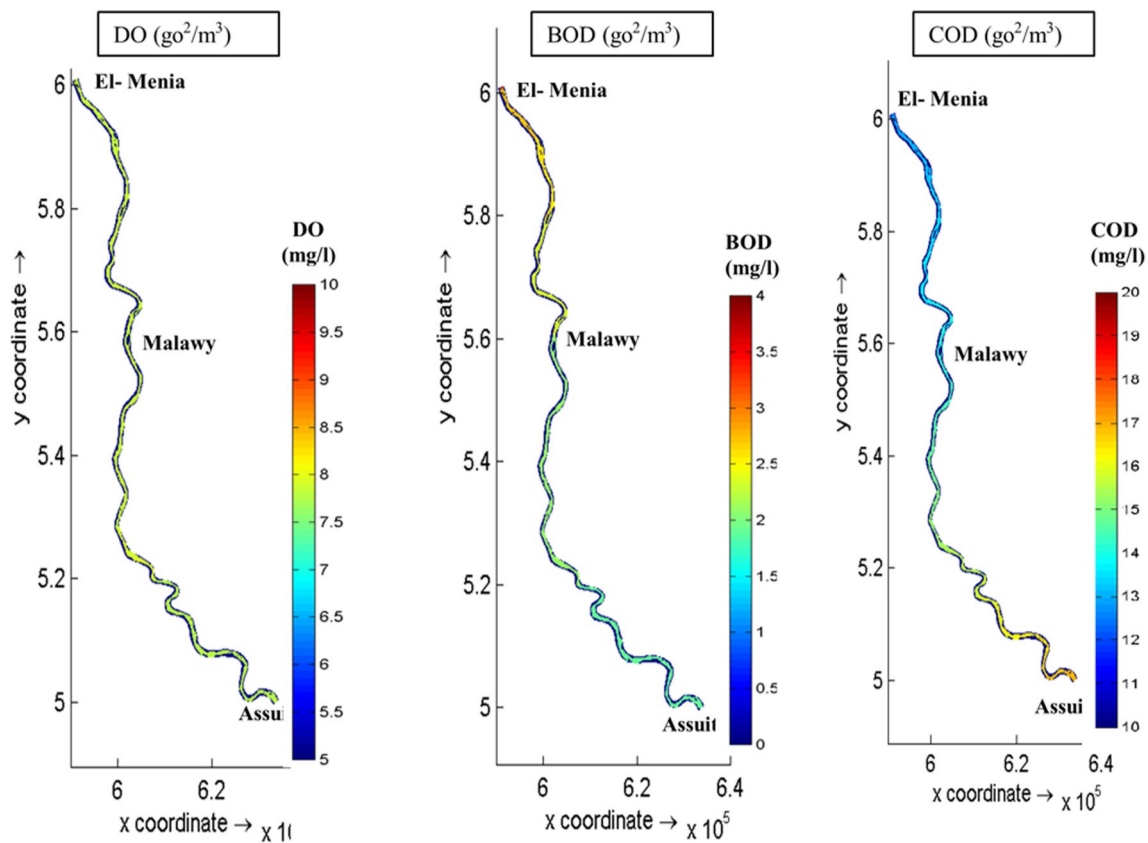 DO (go²/m³)
El- Menia
6
5.8
5.6
5.4
5.2
5
y coordinate →
Malawy
Assui
6
6.2
x coordinate →
x 1(
DO
(mg/l)
10
9.5
9
8.5
8
7.5
7
6.5
6
5.5
5
BOD (go²/m³)
El- Menia
6
5.8
5.6
5.4
5.2
5
y coordinate →
Malawy
Assuit
6
6.2
6.4
x coordinate →
x 10⁵
BOD
(mg/l)
4
3.5
3
2.5
2
1.5
1
0.5
0
COD (go²/m³)
El- Menia
6
5.8
5.6
5.4
5.2
5
y coordinate →
Malawy
Assui
6
6.2
6.4
x coordinate →
x 10⁵
COD
(mg/l)
20
19
18
17
16
15
14
13
12
11
10